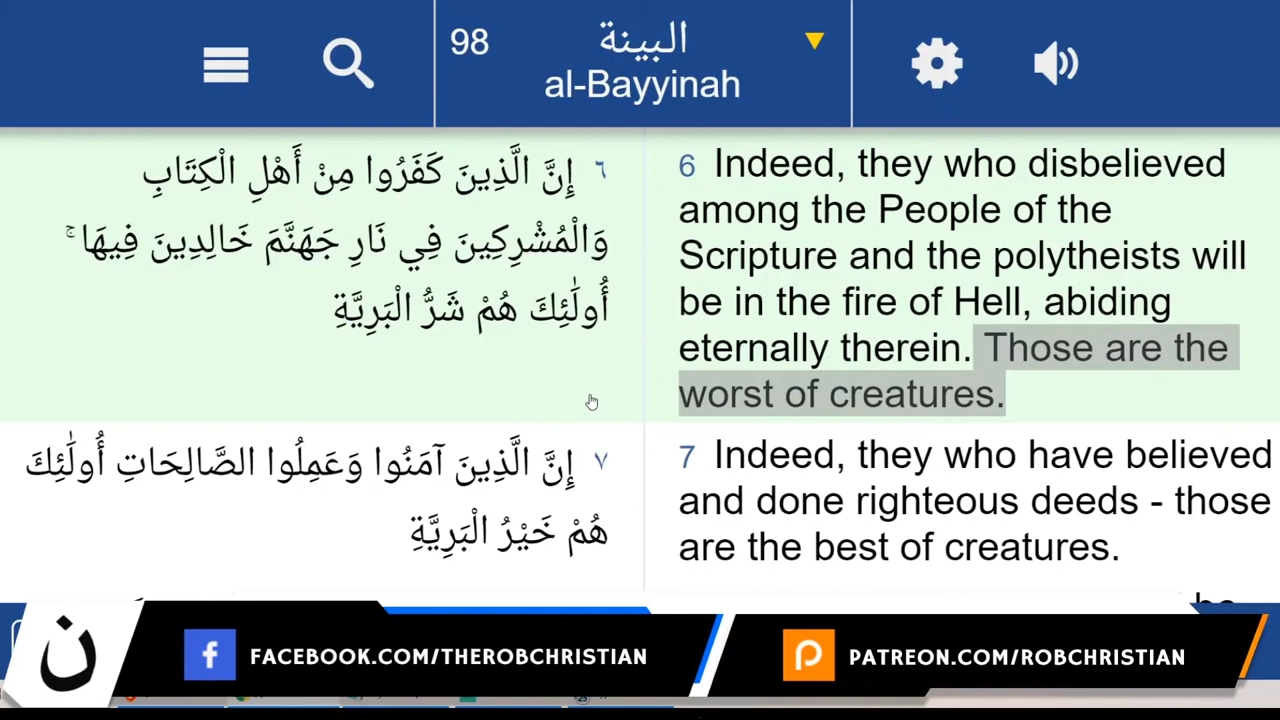 98
البينة
al-Bayyinah
٦ إِنَّ الَّذِينَ كَفَرُوا مِنْ أَهْلِ الْكِتَابِ
وَالْمُشْرِكِينَ فِي نَارِ جَهَنَّمَ خَالِدِينَ فِيهَا ۚ
أُولَٰئِكَ هُمْ شَرُّ الْبَرِيَّةِ
6 Indeed, they who disbelieved
among the People of the
Scripture and the polytheists will
be in the fire of Hell, abiding
eternally therein. Those are the
worst of creatures.
٧ إِنَّ الَّذِينَ آمَنُوا وَعَمِلُوا الصَّالِحَاتِ أُولَٰئِكَ
هُمْ خَيْرُ الْبَرِيَّةِ
7 Indeed, they who have believed
and done righteous deeds - those
are the best of creatures.
ن
FACEBOOK.COM/THEROBCHRISTIAN
PATREON.COM/ROBCHRISTIAN